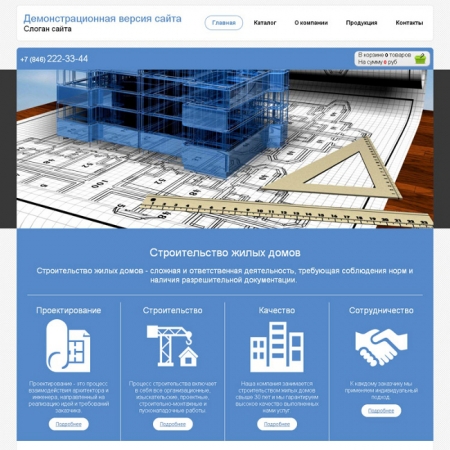 Демонстрационная версия сайта
Слоган сайта
Главная Каталог О компании Продукция Контакты
+7 (846) 222-33-44
В корзине 0 товаров
На сумму 0 руб
Строительство жилых домов
Строительство жилых домов - сложная и ответственная деятельность, требующая соблюдения норм и
наличия разрешительной документации.
Проектирование Строительство Качество Сотрудничество
Проектирования - это процесс
взаимодействия архитектора и
инженера, направленный на
реализацию идей и требований
заказчика
Подробнее
Процесс строительства включает
в себя все организационные,
изыскательские, проектные,
строительно-монтажные и
пусконаладочные работы
Подробнее
Наша компания занимается
строительством жилых домов
свыше 30 лет и мы гарантируем
высокое качество выполненных
нами услуг
Подробнее
К каждому заказчику мы
применяем индивидуальный
подход
Подробнее